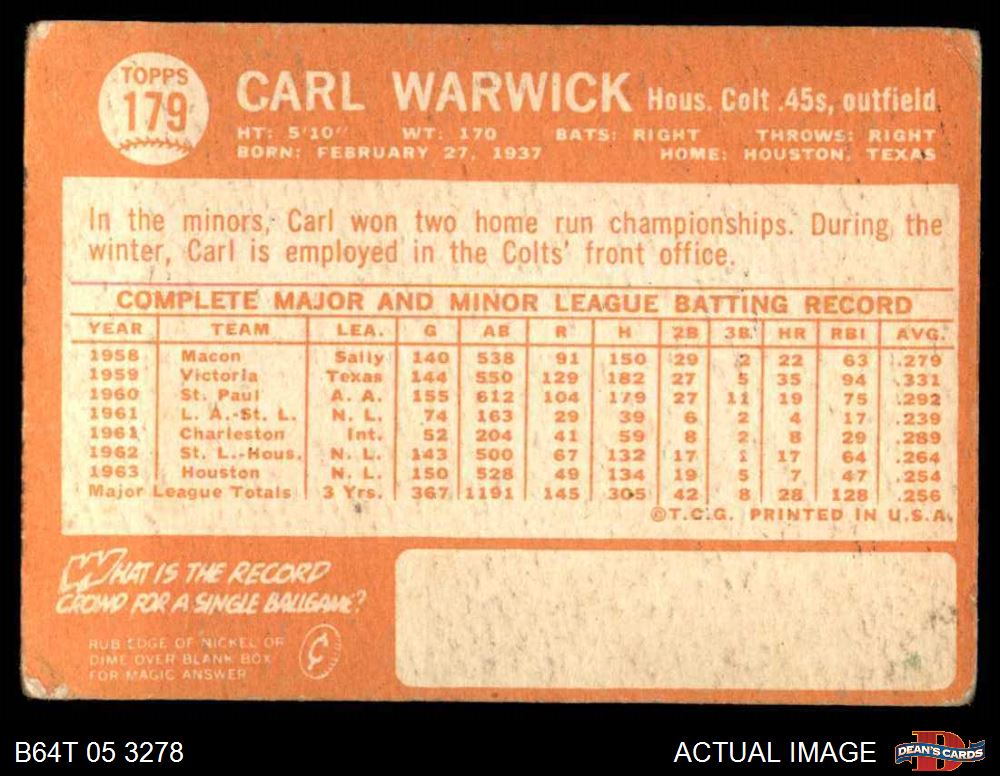 TOPPS
179
CARL WARWICK Hous. Colt .45s, outfield
HT: 5'10" WT: 170 BATS: RIGHT THROWS: RIGHT
BORN: FEBRUARY 27, 1937 HOME: HOUSTON, TEXAS
In the minors, Carl won two home run championships. During the
winter, Carl is employed in the Colts' front office.
COMPLETE MAJOR AND MINOR LEAGUE BATTING RECORD
YEAR TEAM LEA. G AB R H 2B 3B HR RBI AVG.
1958 Macon Sally 140 538 91 150 29 2 22 63 .279
1959 Victoria Texas 144 550 129 182 27 5 35 94 .331
1960 St. Paul A. A. 155 612 104 179 27 11 19 75 .292
1961 L. A.-St. L. N. L. 74 163 29 39 6 2 4 17 .239
1961 Charleston Int. 52 204 41 59 8 2 8 29 .289
1962 St. L.-Hous. N. L. 143 500 67 132 17 1 17 64 .264
1963 Houston N. L. 150 528 49 134 19 5 7 47 .254
Major League Totals 3 Yrs. 367 1191 145 305 42 8 28 128 .256
©T.C.G. PRINTED IN U.S.A.
WHAT IS THE RECORD
CROWD FOR A SINGLE BALLGAME?
RUB EDGE OF NICKEL OR
DIME OVER BLANK BOX
FOR MAGIC ANSWER
¢
B64T 05 3278 ACTUAL IMAGE DEAN'S CARDS